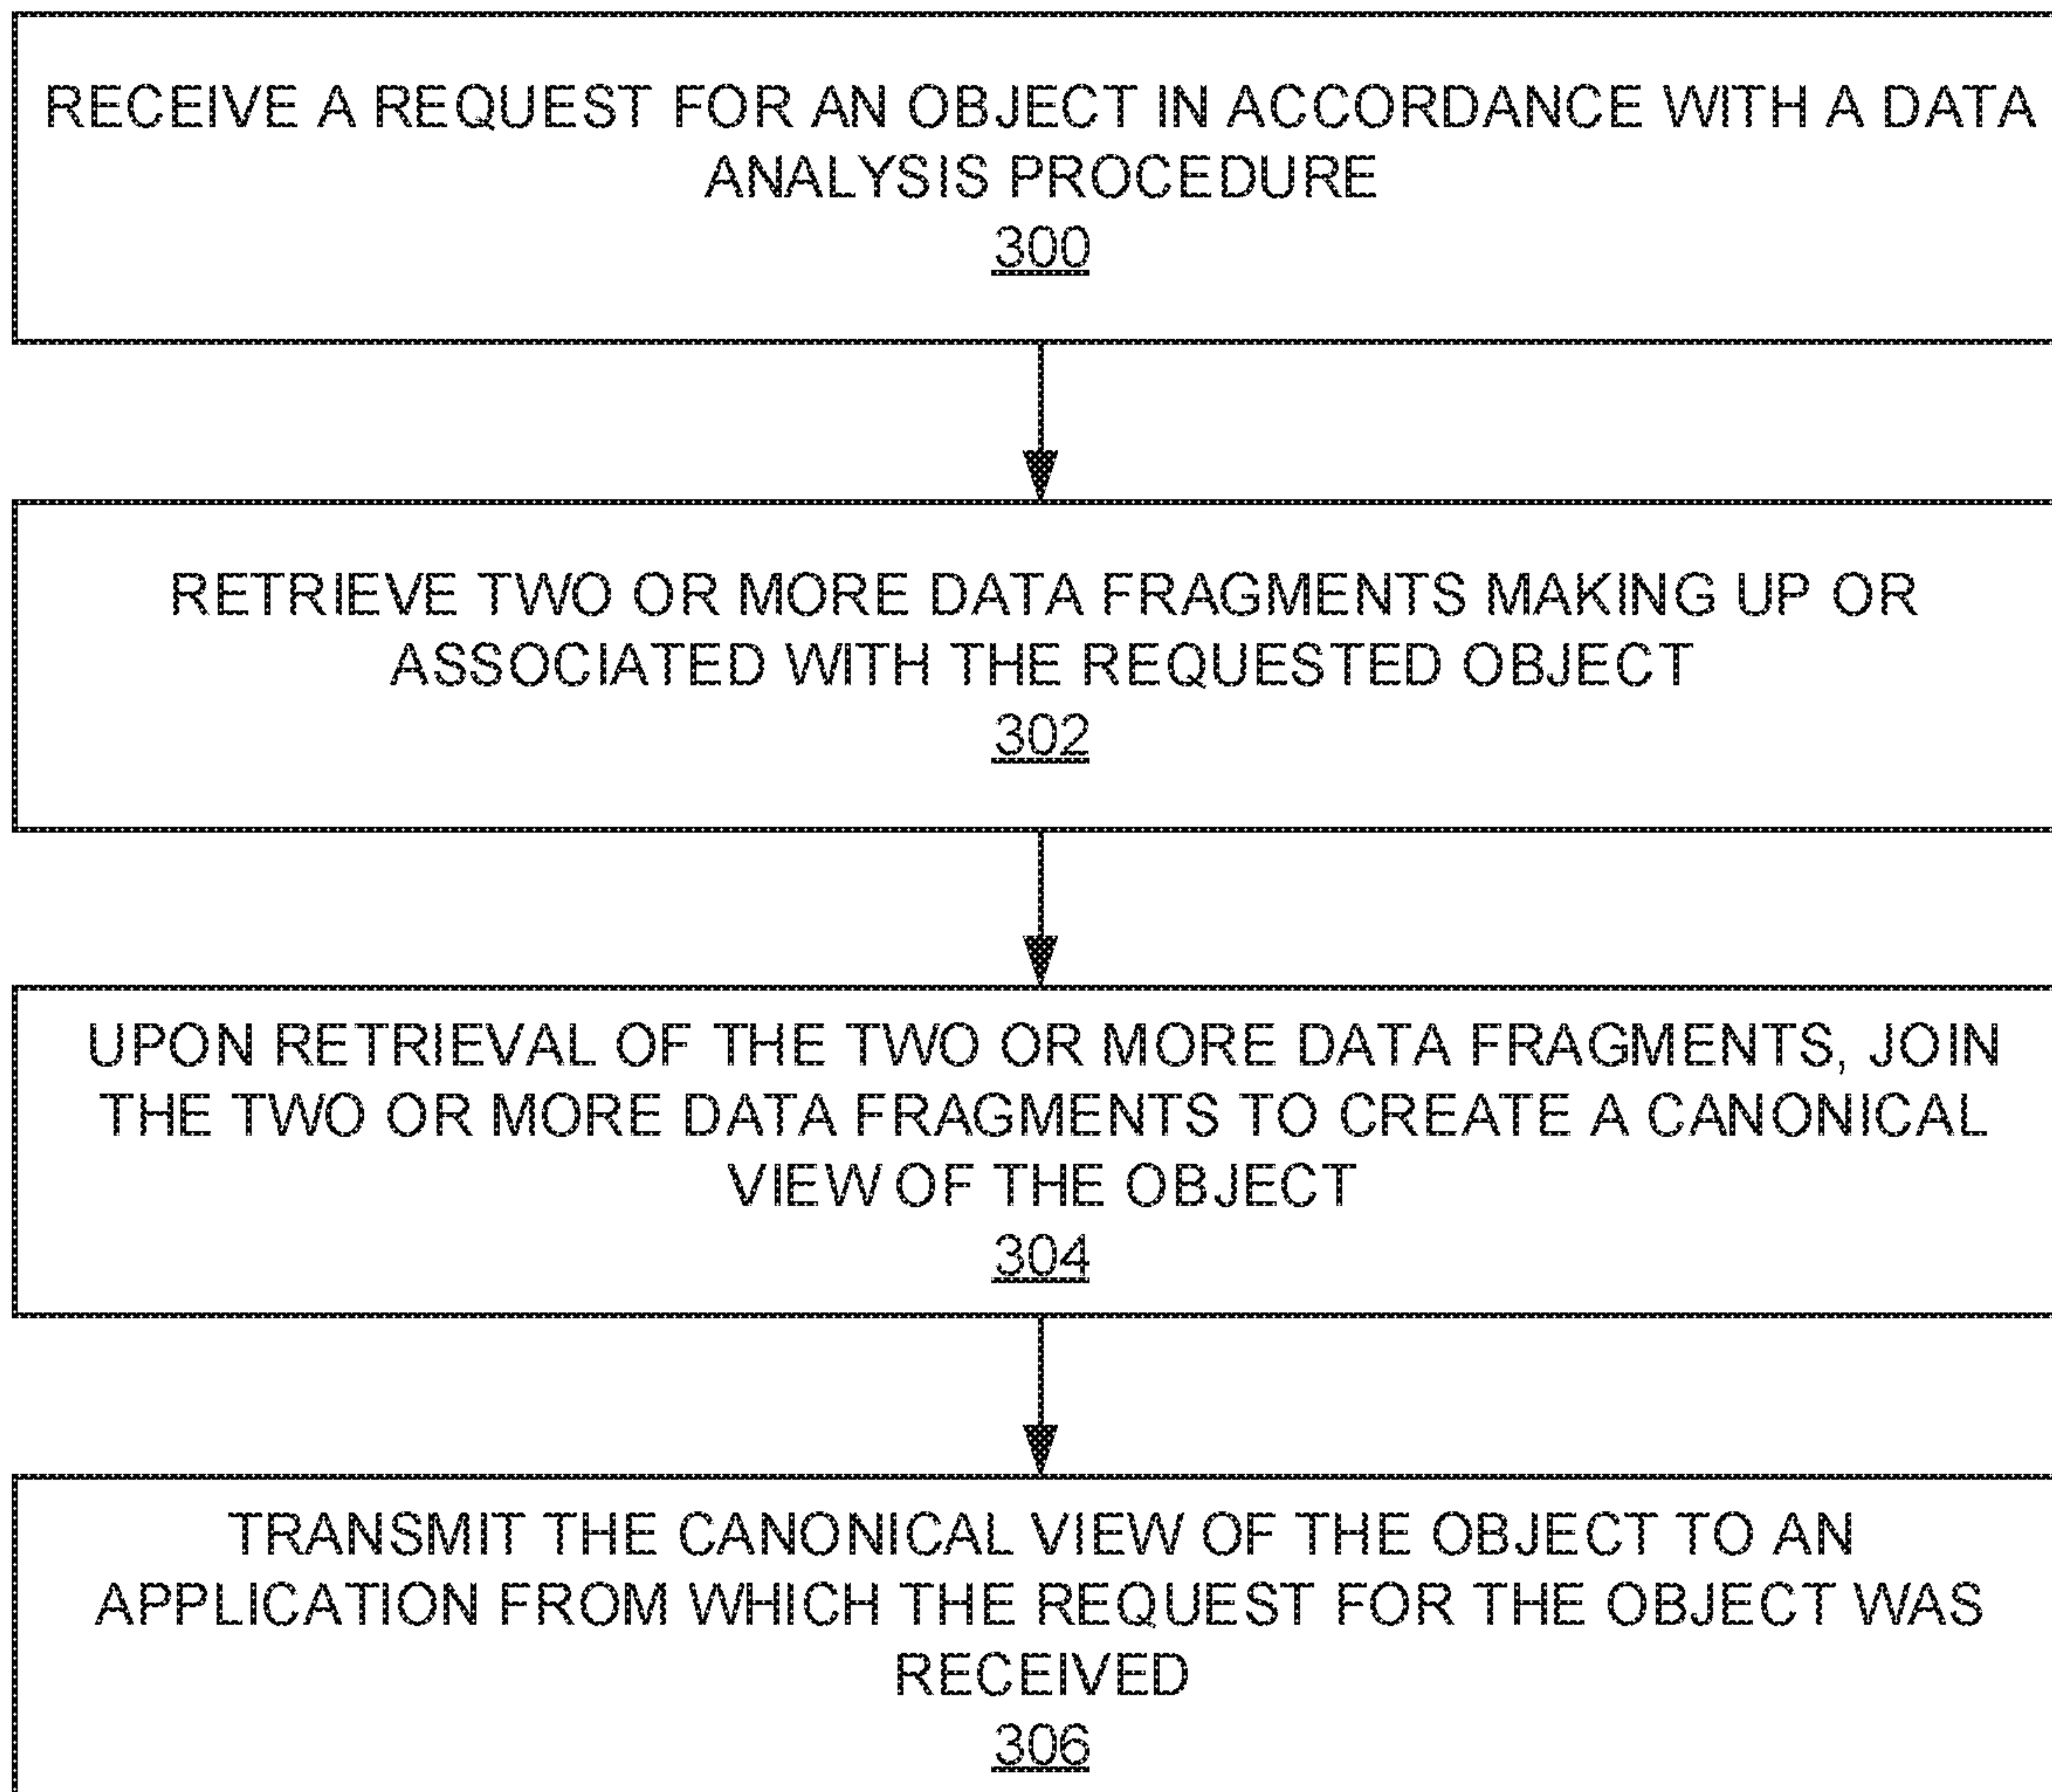 RECEIVE A REQUEST FOR AN OBJECT IN ACCORDANCE WITH A DATA
ANALYSIS PROCEDURE
300
RETRIEVE TWO OR MORE DATA FRAGMENTS MAKING UP OR
ASSOCIATED WITH THE REQUESTED OBJECT
302
UPON RETRIEVAL OF THE TWO OR MORE DATA FRAGMENTS, JOIN
THE TWO OR MORE DATA FRAGMENTS TO CREATE A CANONICAL
VIEW OF THE OBJECT
304
TRANSMIT THE CANONICAL VIEW OF THE OBJECT TO AN
APPLICATION FROM WHICH THE REQUEST FOR THE OBJECT WAS
RECEIVED
306